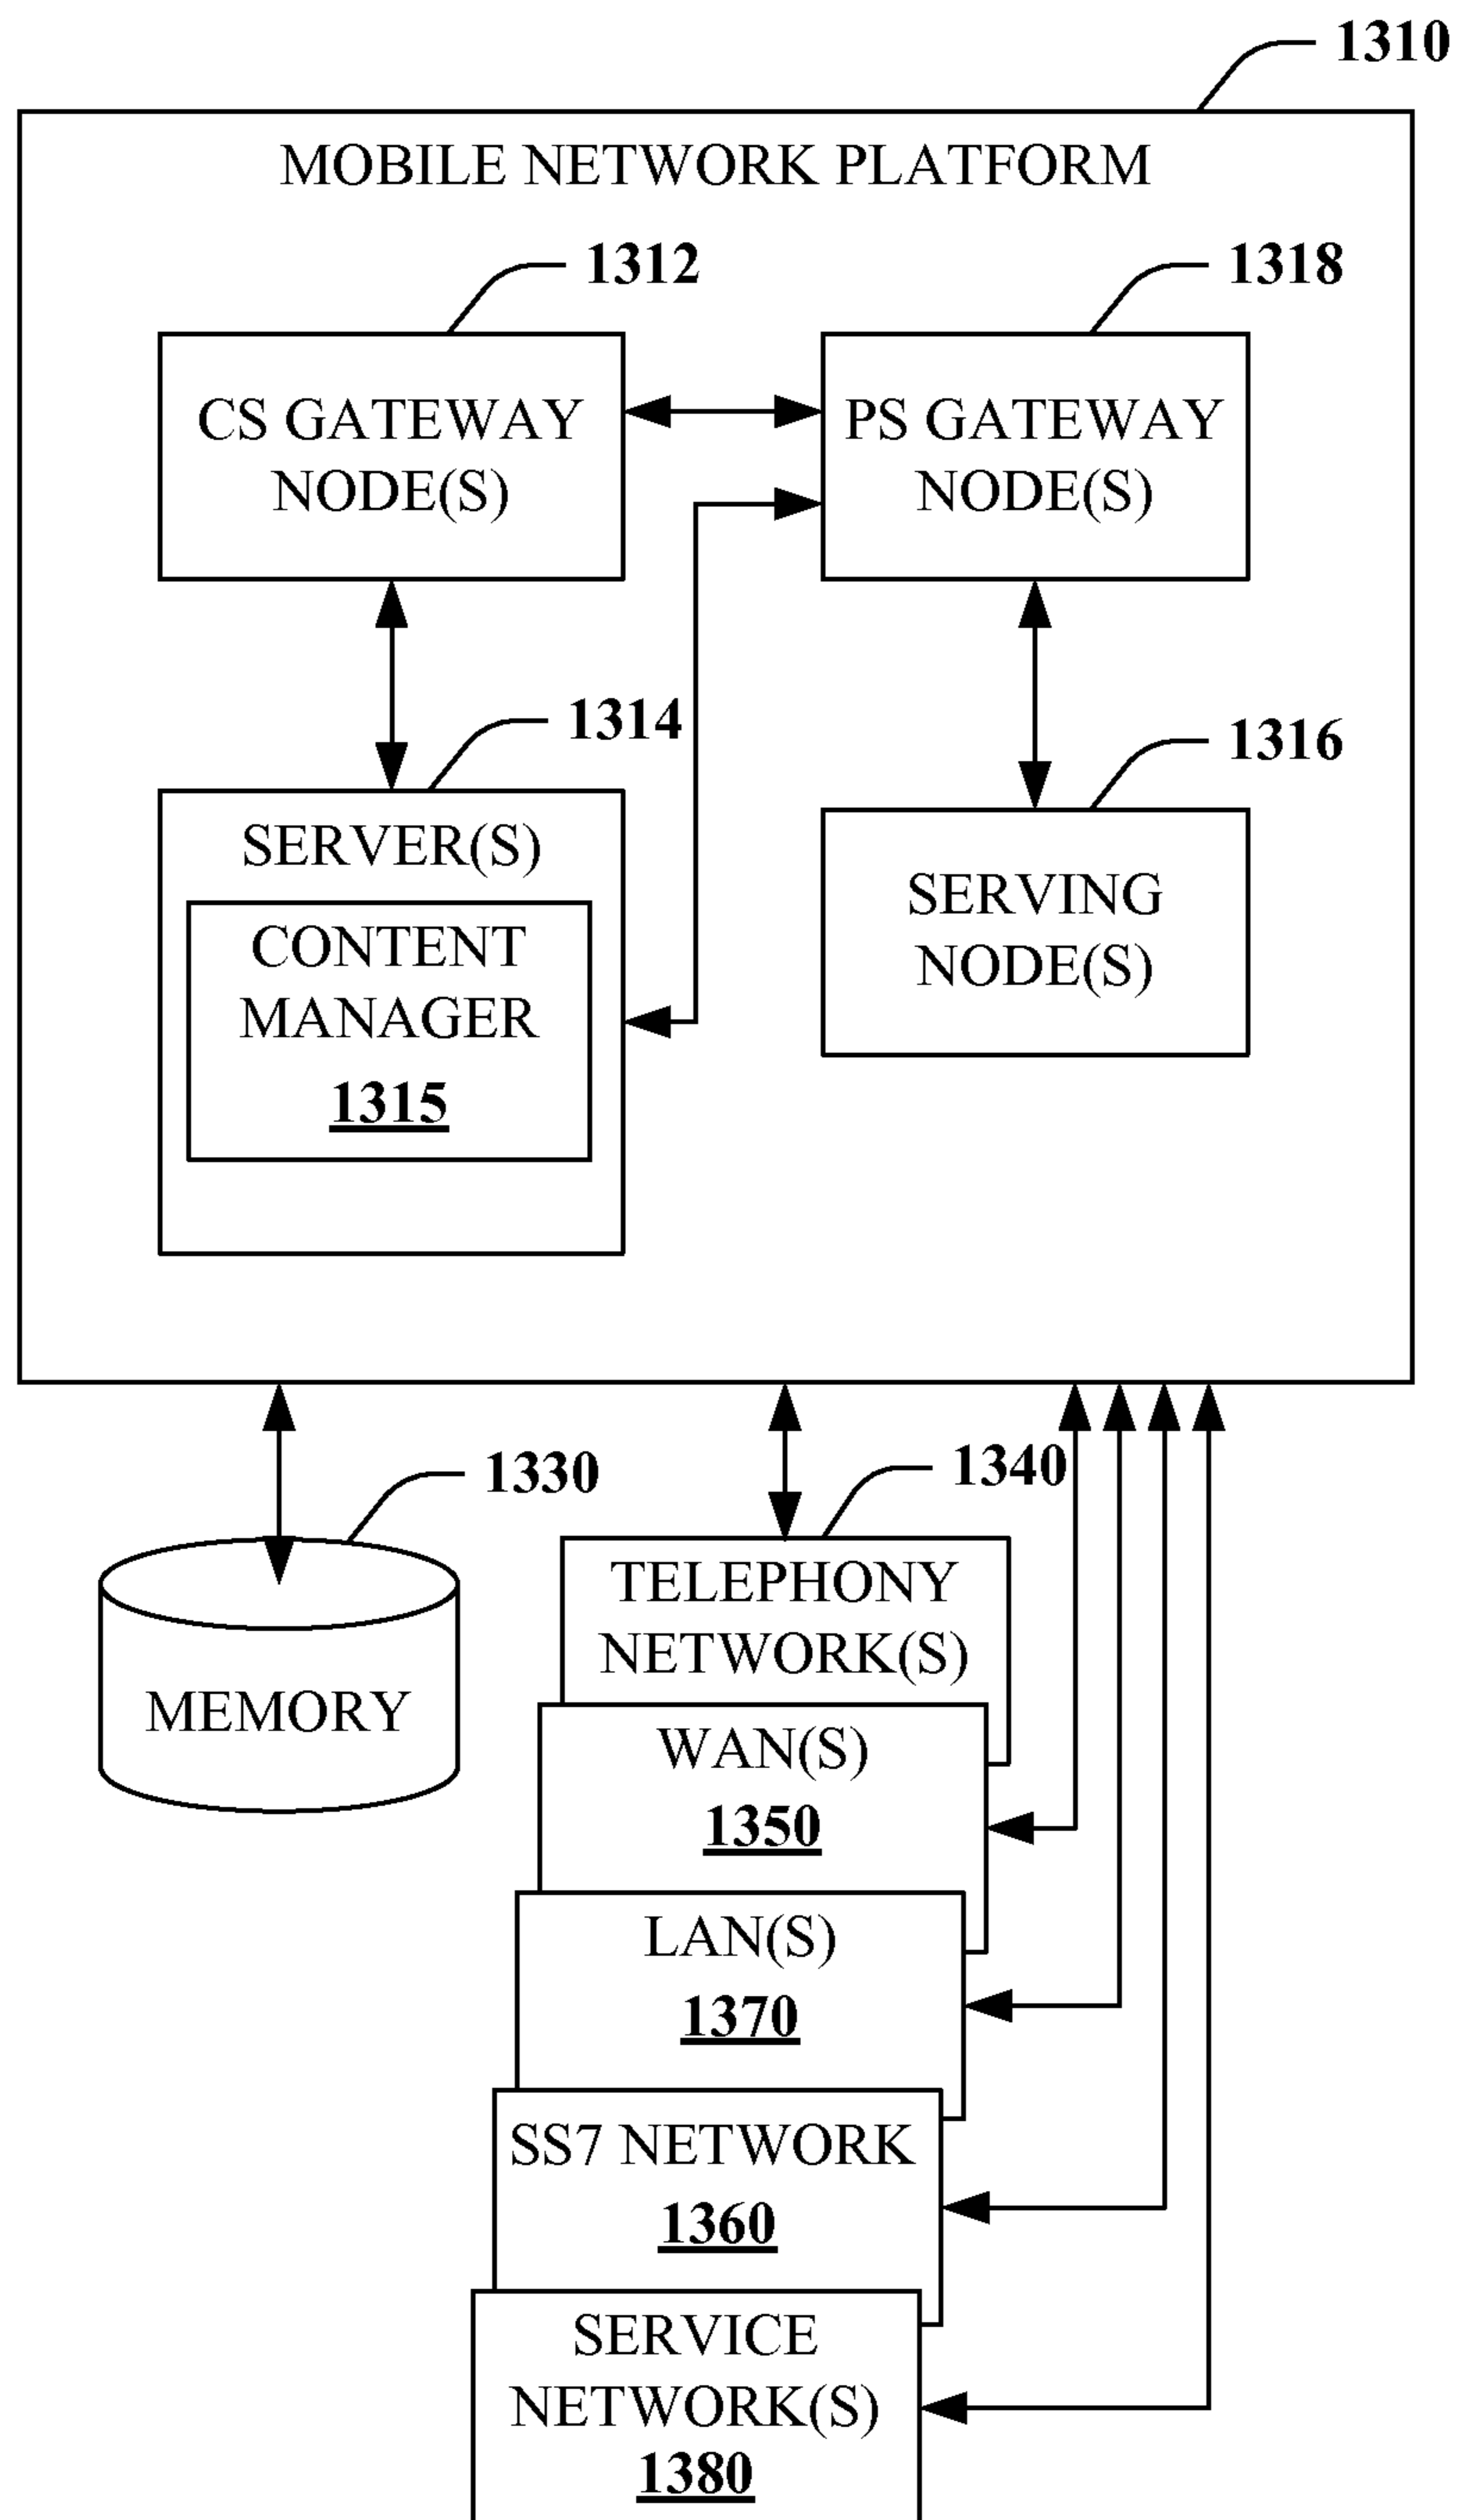 1310
MOBILE NETWORK PLATFORM
1312
1318
CS GATEWAY
NODE(S)
PS GATEWAY
NODE(S)
1314
1316
SERVER(S)
CONTENT
MANAGER
1315
SERVING
NODE(S)
1330
1340
MEMORY
TELEPHONY
NETWORK(S)
WAN(S)
1350
LAN(S)
1370
SS7 NETWORK
1360
SERVICE
NETWORK(S)
1380